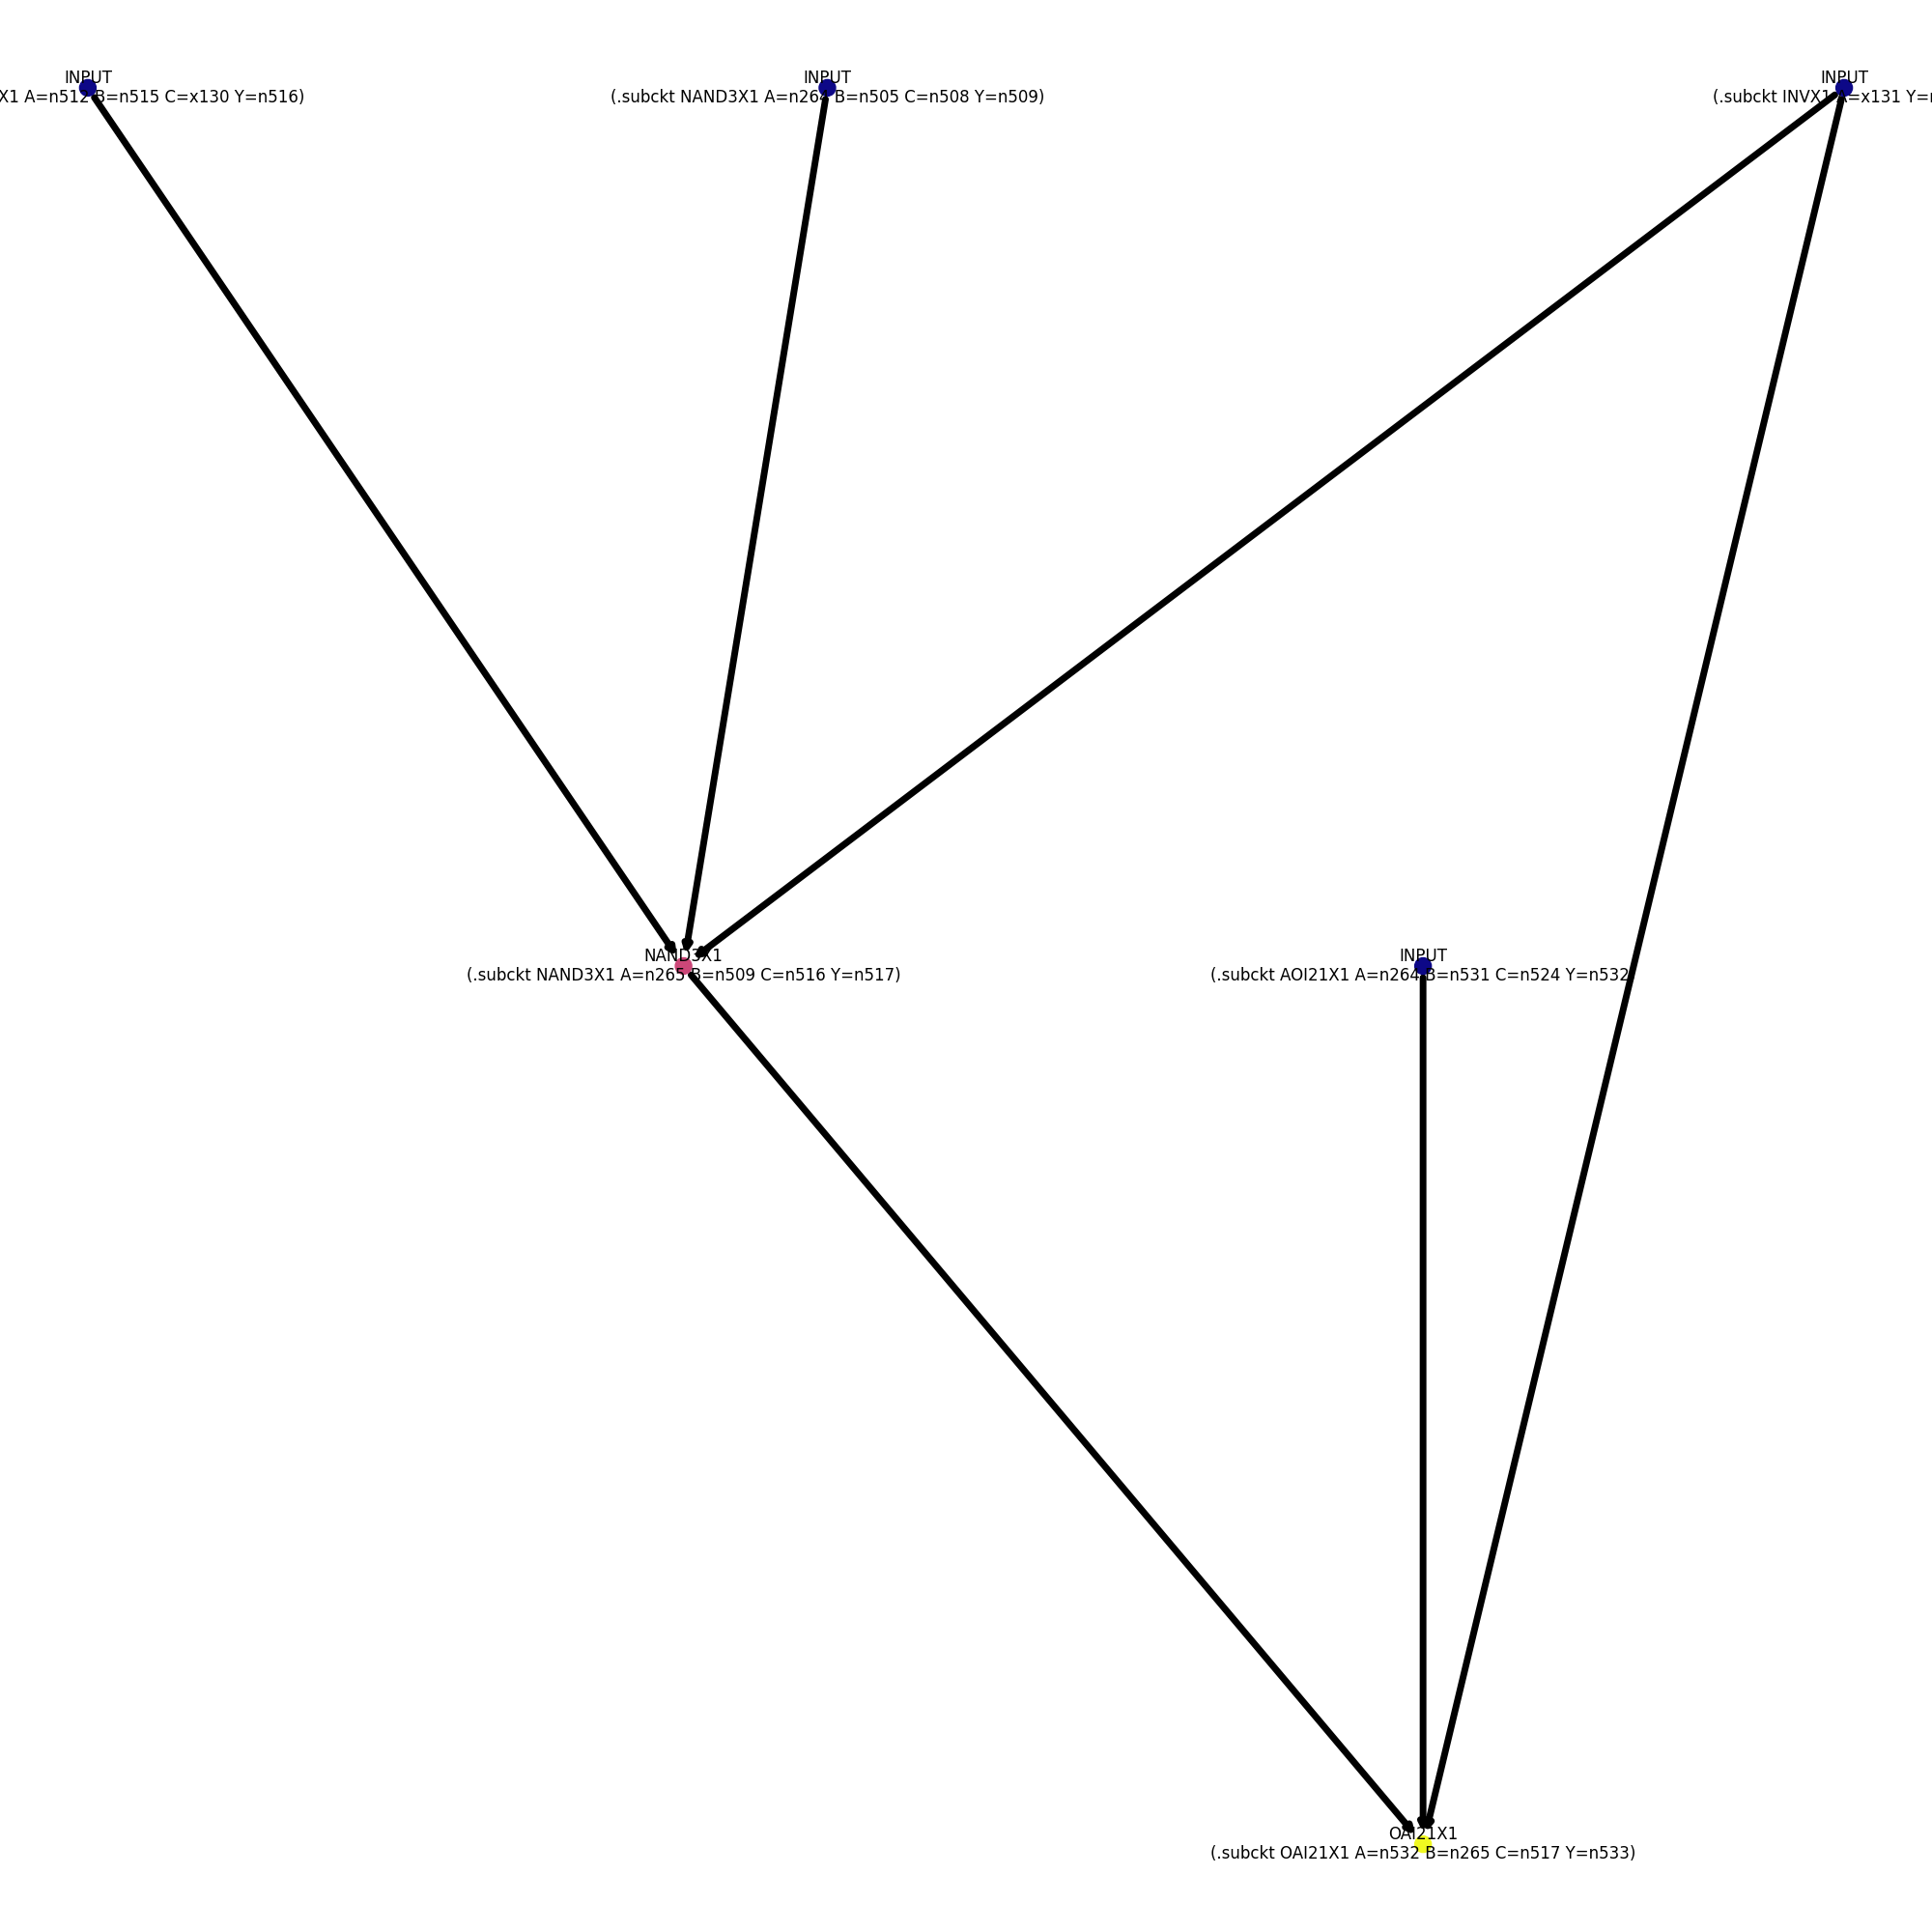 INPUT
X1 A=n512 B=n515 C=x130 Y=n516)
INPUT
(.subckt NAND3X1 A=n264 B=n505 C=n508 Y=n509)
INPUT
(.subckt INVX1 A=x131 Y=
NAND3X1
(.subckt NAND3X1 A=n265 B=n509 C=n516 Y=n517)
INPUT
(.subckt AOI21X1 A=n264 B=n531 C=n524 Y=n532
OAI21X1
(.subckt OAI21X1 A=n532 B=n265 C=n517 Y=n533)